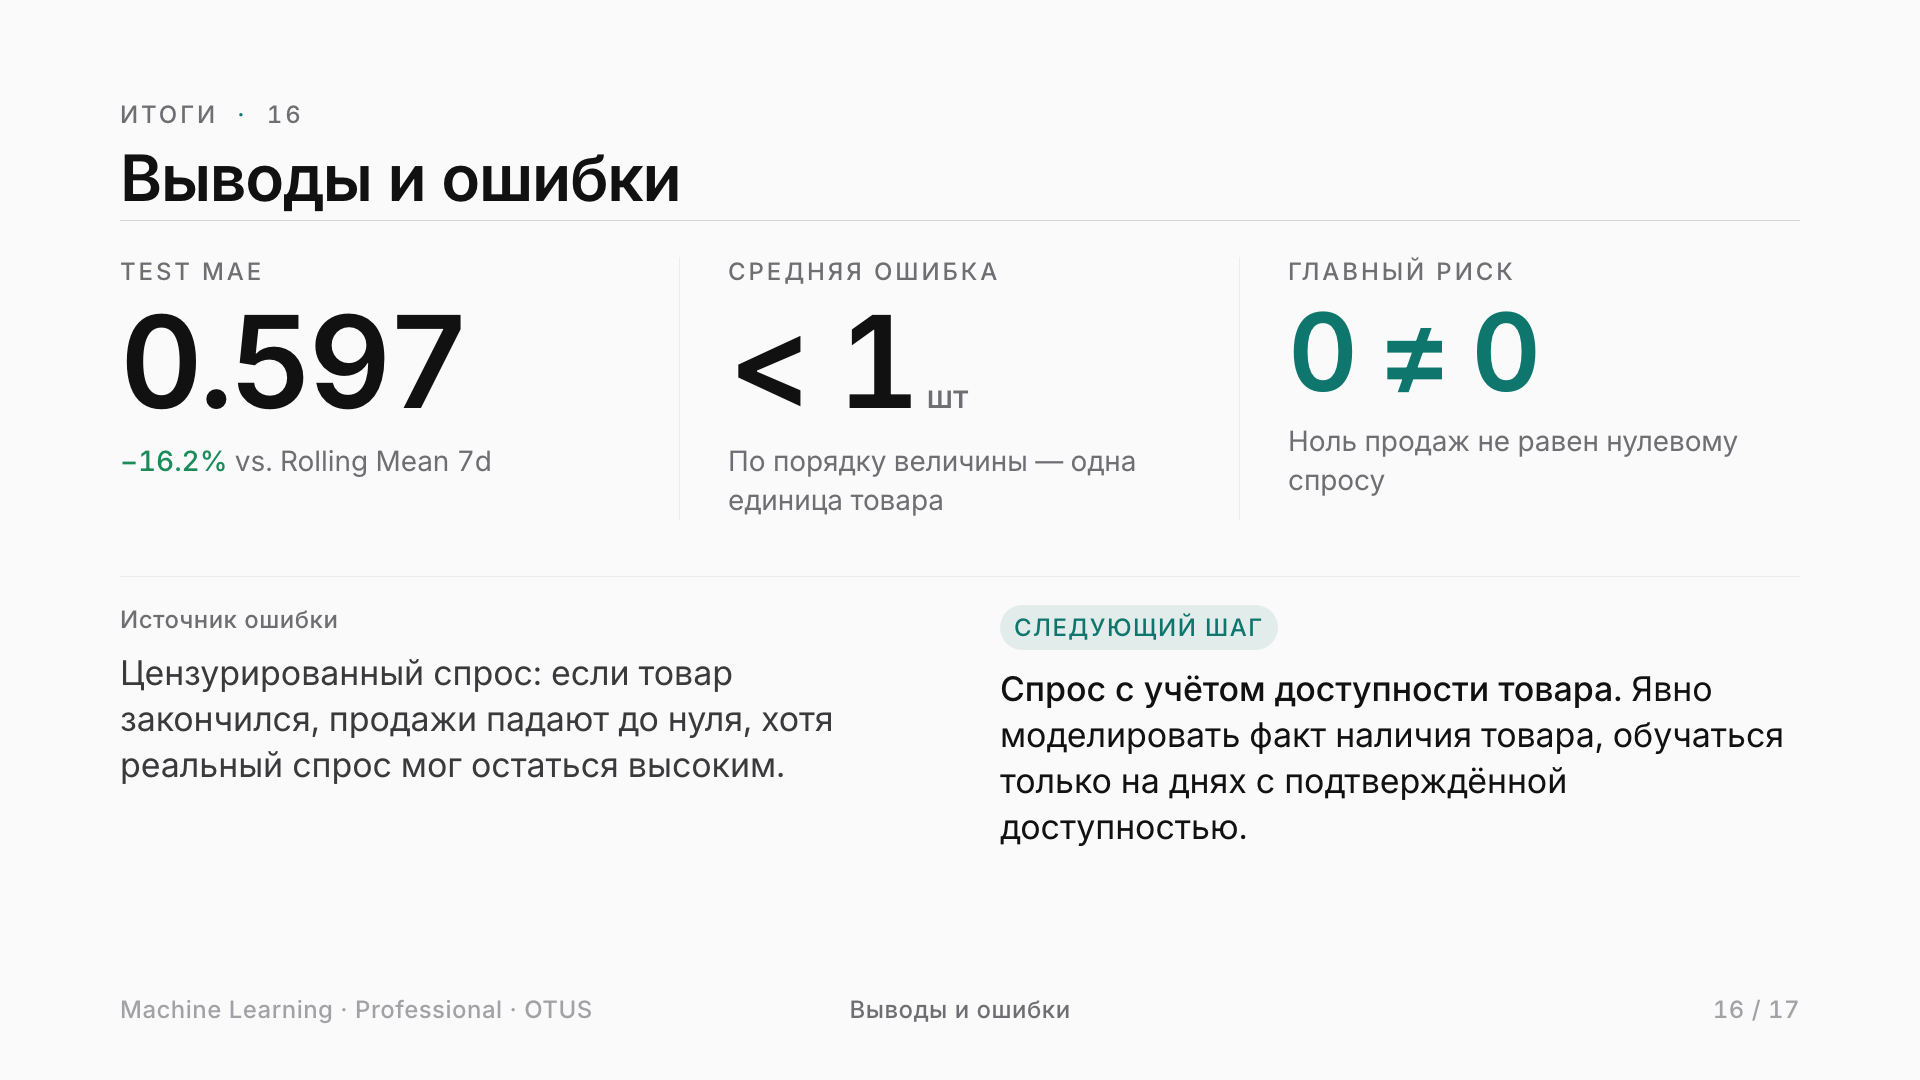 ИТОГИ · 16
Выводы и ошибки
TEST MAE
0.597
−16.2% vs. Rolling Mean 7d
СРЕДНЯЯ ОШИБКА
< 1 шт
По порядку величины — одна
единица товара
ГЛАВНЫЙ РИСК
0 ≠ 0
Ноль продаж не равен нулевому
спросу
Источник ошибки
Цензурированный спрос: если товар
закончился, продажи падают до нуля, хотя
реальный спрос мог остаться высоким.
СЛЕДУЮЩИЙ ШАГ
Спрос с учётом доступности товара. Явно
моделировать факт наличия товара, обучаться
только на днях с подтверждённой
доступностью.
Machine Learning · Professional · OTUS
Выводы и ошибки
16 / 17